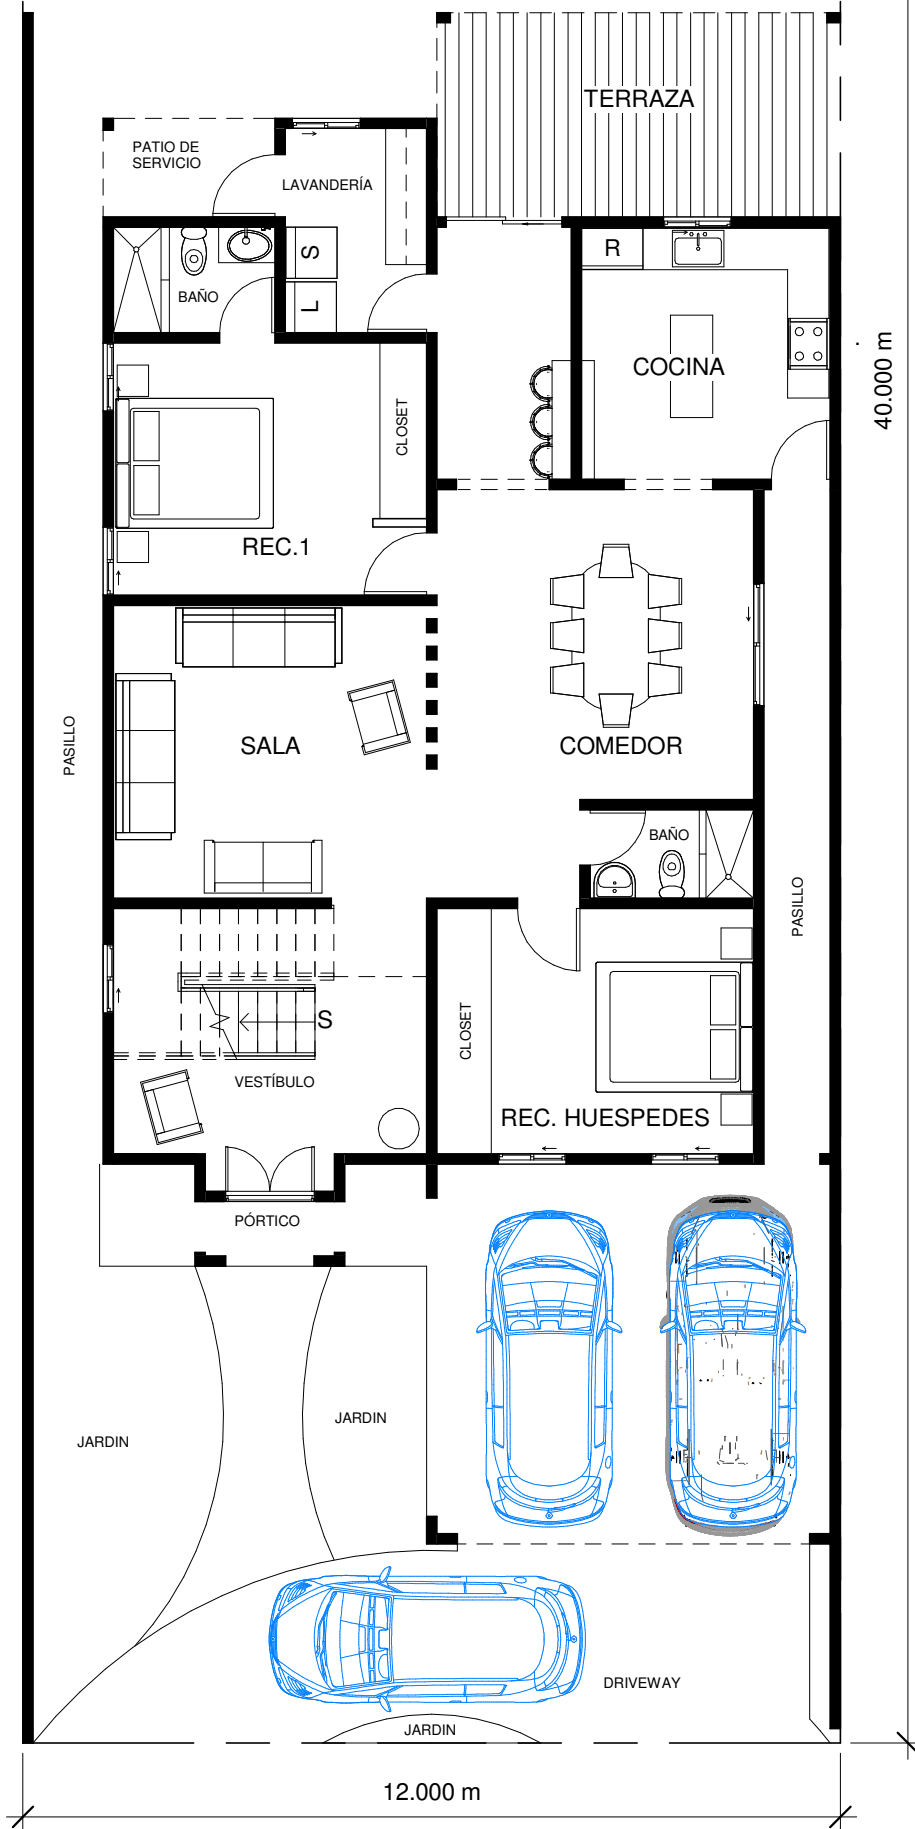 TERRAZA
PATIO DE
SERVICIO
LAVANDERÍA
S
L
BAÑO
R
COCINA
40.000 m
CLOSET
REC.1
SALA
COMEDOR
PASILLO
BAÑO
PASILLO
S
CLOSET
VESTÍBULO
REC. HUESPEDES
PÓRTICO
JARDIN
JARDIN
DRIVEWAY
JARDIN
12.000 m